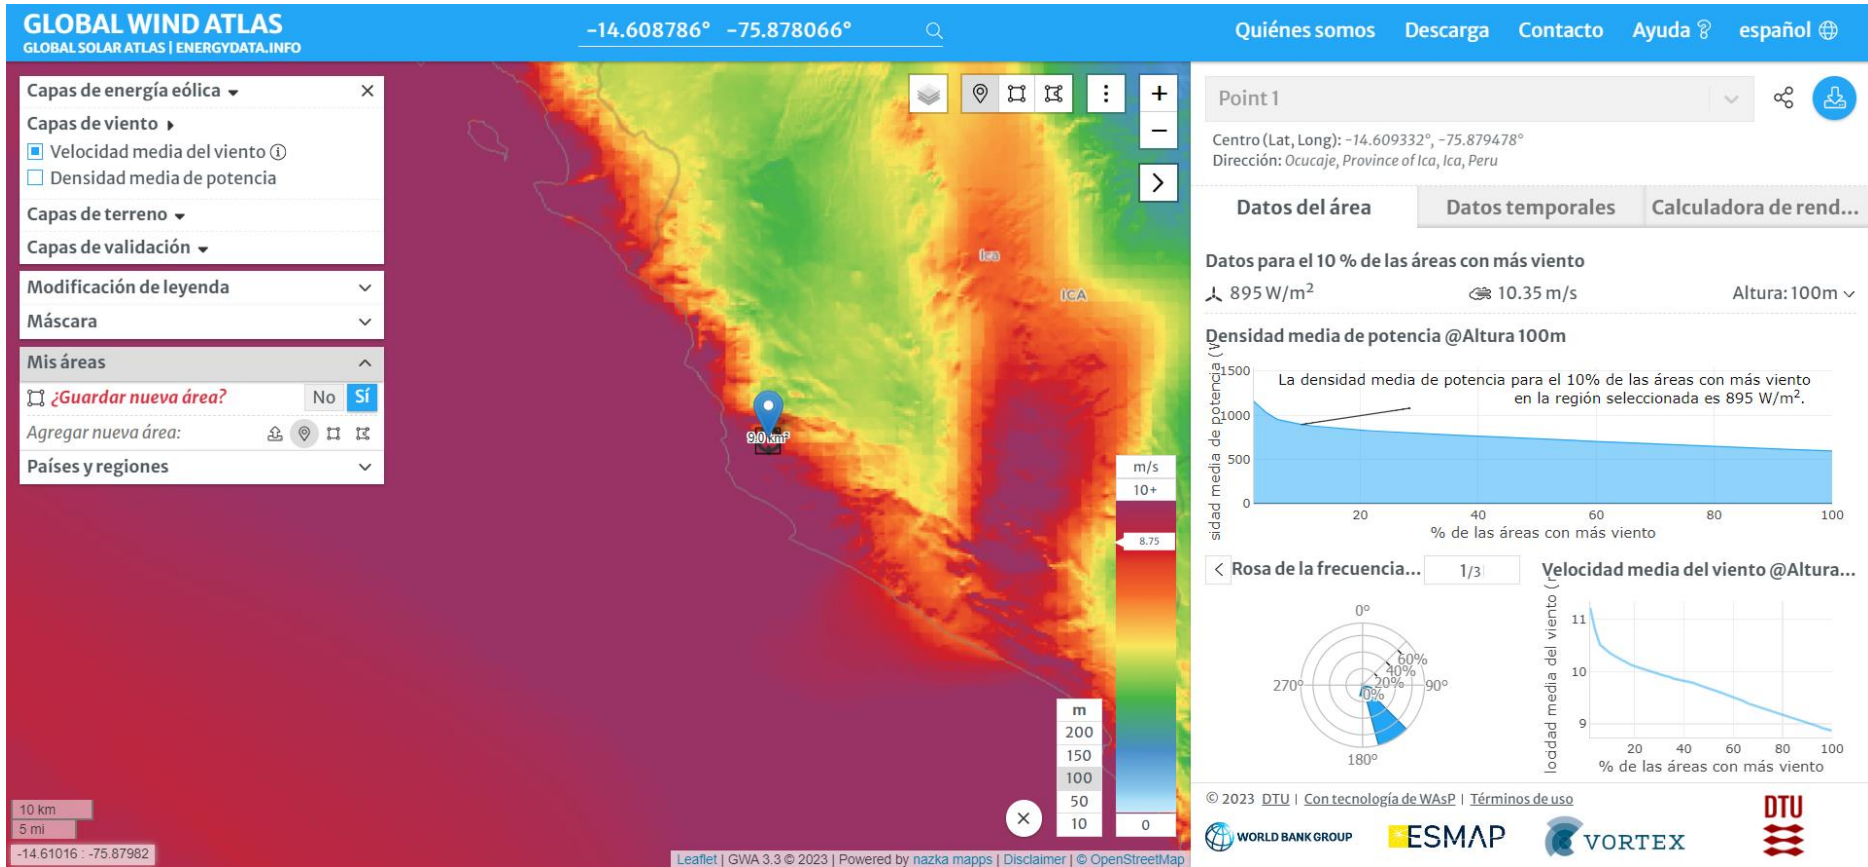 GLOBAL WIND ATLAS
GLOBAL SOLAR ATLAS | ENERGYDATA.INFO
-14.608786° -75.878066°
Quiénes somos
Descarga
Contacto
Ayuda
español
Capas de energía eólica
Capas de viento
Velocidad media del viento
Densidad media de potencia
Capas de terreno
Capas de validación
Modificación de leyenda
Máscara
Mis áreas
¿Guardar nueva área? No Sí
Agregar nueva área:
Países y regiones
Ica
ICA
9.0 km²
m/s
10+
8.75
0
m
200
150
100
50
10
10 km
5 mi
-14.61016 : -75.87982
Leaflet | GWA 3.3 © 2023 | Powered by nazka mapps | Disclaimer | © OpenStreetMap
Point 1
Centro (Lat, Long): -14.609332°, -75.879478°
Dirección: Ocucaje, Province of Ica, Ica, Peru
Datos del área
Datos temporales
Calculadora de rend...
Datos para el 10 % de las áreas con más viento
895 W/m²
10.35 m/s
Altura: 100m
Densidad media de potencia @Altura 100m
sidad media de potencia (V
1500
1000
500
0
La densidad media de potencia para el 10% de las áreas con más viento
en la región seleccionada es 895 W/m².
20 40 60 80 100
% de las áreas con más viento
Rosa de la frecuencia...
1/3
0°
60%
40%
20%
0%
270°
90°
180°
Velocidad media del viento @Altura...
media del viento
11
10
9
20 40 60 80 100
% de las áreas con más viento
© 2023 DTU | Con tecnología de WAsP | Términos de uso
WORLD BANK GROUP
ESMAP
VORTEX
DTU